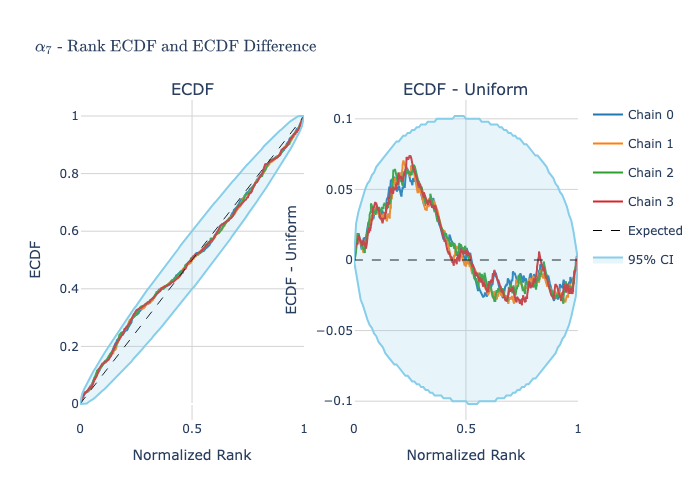 α₇ - Rank ECDF and ECDF Difference
ECDF
ECDF - Uniform
ECDF
1
0.8
0.6
0.4
0.2
0
0
0.5
1
Normalized Rank
ECDF - Uniform
0.1
0.05
0
−0.05
−0.1
0
0.5
1
Normalized Rank
Chain 0
Chain 1
Chain 2
Chain 3
Expected
95% CI